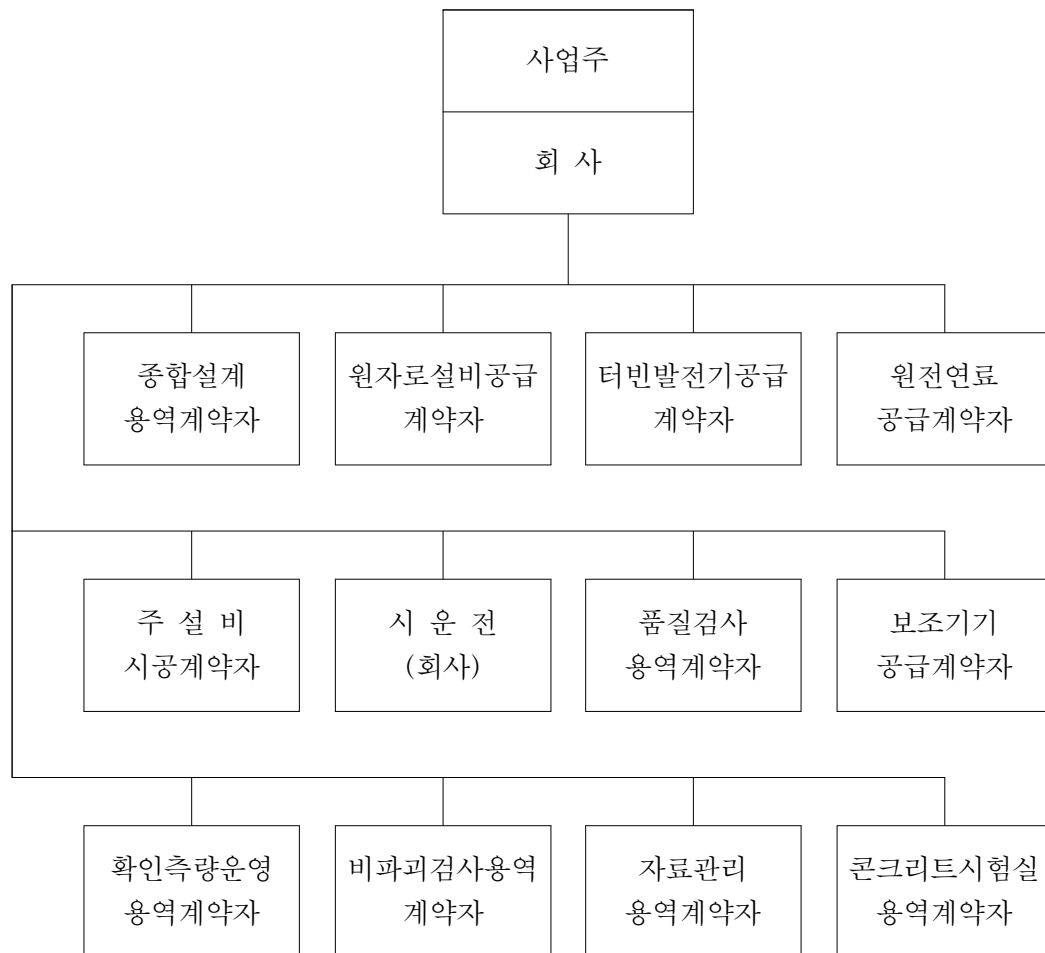 사업주
회 사
종합설계
용역계약자
원자로설비공급
계약자
터빈발전기공급
계약자
원전연료
공급계약자
주 설 비
시공계약자
시 운 전
(회사)
품질검사
용역계약자
보조기기
공급계약자
확인측량운영
용역계약자
비파괴검사용역
계약자
자료관리
용역계약자
콘크리트시험실
용역계약자